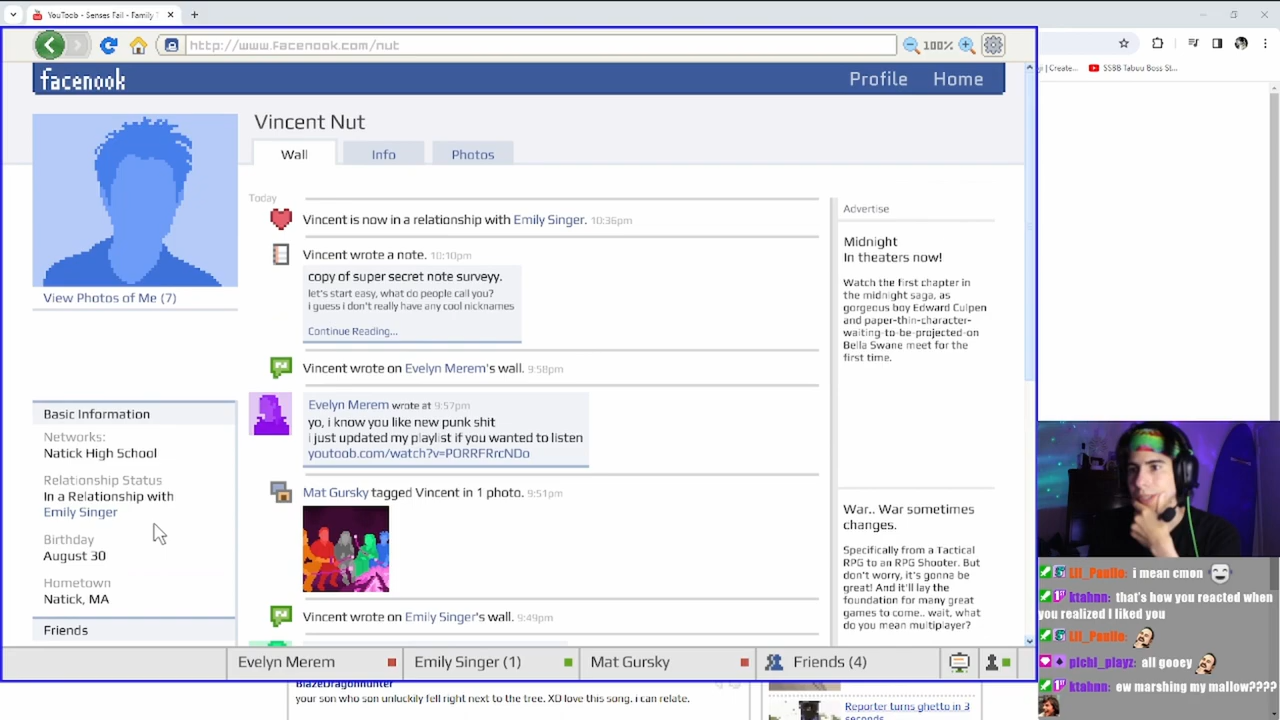 YouToob - Senses Fail - Family
http://www.facenook.com/nut
100%
facenook
Profile
Home
Vincent Nut
Wall
Info
Photos
View Photos of Me (7)
Basic Information
Networks:
Natick High School
Relationship Status
In a Relationship with
Emily Singer
Birthday
August 30
Hometown
Natick, MA
Friends
Today
Vincent is now in a relationship with Emily Singer. 10:36pm
Vincent wrote a note. 10:10pm
copy of super secret note surveyy.
let's start easy, what do people call you?
i guess i don't really have any cool nicknames
Continue Reading...
Vincent wrote on Evelyn Merem's wall. 9:58pm
Evelyn Merem wrote at 9:57pm
yo, i know you like new punk shit
i just updated my playlist if you wanted to listen
youtoob.com/watch?v=PORRFRrcNDo
Mat Gursky tagged Vincent in 1 photo. 9:51pm
Vincent wrote on Emily Singer's wall. 9:49pm
Advertise
Midnight
In theaters now!
Watch the first chapter in
the midnight saga, as
gorgeous boy Edward Culpen
and paper-thin-character-
waiting-to-be-projected-on
Bella Swane meet for the
first time.
War.. War sometimes
changes.
Specifically from a Tactical
RPG to an RPG Shooter. But
don't worry, it's gonna be
great! And it'll lay the
foundation for many great
games to come.. wait, what
do you mean multiplayer?
Evelyn Merem
Emily Singer (1)
Mat Gursky
Friends (4)
BlazeDragonhunter
your son who son unluckily fell right next to the tree. XD love this song. i can relate.
Reporter turns ghetto in 3
seconds
| Create...
SSBB Tabuu Boss St...
Lil_Paulio: i mean cmon
ktahnn: that's how you reacted when
you realized I liked you
Lil_Paulio:
plchl_playz: all gooey
ktahnn: ew marshing my mallow????